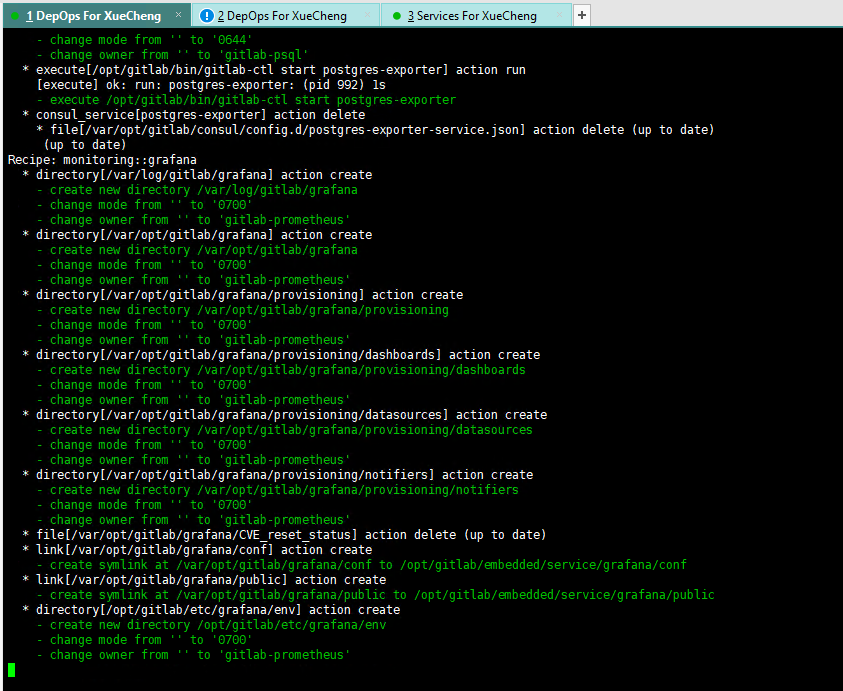 1 DepOps For XueCheng × 2 DepOps For XueCheng 3 Services For XueCheng +
- change mode from '' to '0644'
- change owner from '' to 'gitlab-psql'
* execute[/opt/gitlab/bin/gitlab-ctl start postgres-exporter] action run
[execute] ok: run: postgres-exporter: (pid 992) 1s
- execute /opt/gitlab/bin/gitlab-ctl start postgres-exporter
* consul_service[postgres-exporter] action delete
* file[/var/opt/gitlab/consul/config.d/postgres-exporter-service.json] action delete (up to date)
(up to date)
Recipe: monitoring::grafana
* directory[/var/log/gitlab/grafana] action create
- create new directory /var/log/gitlab/grafana
- change mode from '' to '0700'
- change owner from '' to 'gitlab-prometheus'
* directory[/var/opt/gitlab/grafana] action create
- create new directory /var/opt/gitlab/grafana
- change mode from '' to '0700'
- change owner from '' to 'gitlab-prometheus'
* directory[/var/opt/gitlab/grafana/provisioning] action create
- create new directory /var/opt/gitlab/grafana/provisioning
- change mode from '' to '0700'
- change owner from '' to 'gitlab-prometheus'
* directory[/var/opt/gitlab/grafana/provisioning/dashboards] action create
- create new directory /var/opt/gitlab/grafana/provisioning/dashboards
- change mode from '' to '0700'
- change owner from '' to 'gitlab-prometheus'
* directory[/var/opt/gitlab/grafana/provisioning/datasources] action create
- create new directory /var/opt/gitlab/grafana/provisioning/datasources
- change mode from '' to '0700'
- change owner from '' to 'gitlab-prometheus'
* directory[/var/opt/gitlab/grafana/provisioning/notifiers] action create
- create new directory /var/opt/gitlab/grafana/provisioning/notifiers
- change mode from '' to '0700'
- change owner from '' to 'gitlab-prometheus'
* file[/var/opt/gitlab/grafana/CVE_reset_status] action delete (up to date)
* link[/var/opt/gitlab/grafana/conf] action create
- create symlink at /var/opt/gitlab/grafana/conf to /opt/gitlab/embedded/service/grafana/conf
* link[/var/opt/gitlab/grafana/public] action create
- create symlink at /var/opt/gitlab/grafana/public to /opt/gitlab/embedded/service/grafana/public
* directory[/opt/gitlab/etc/grafana/env] action create
- create new directory /opt/gitlab/etc/grafana/env
- change mode from '' to '0700'
- change owner from '' to 'gitlab-prometheus'